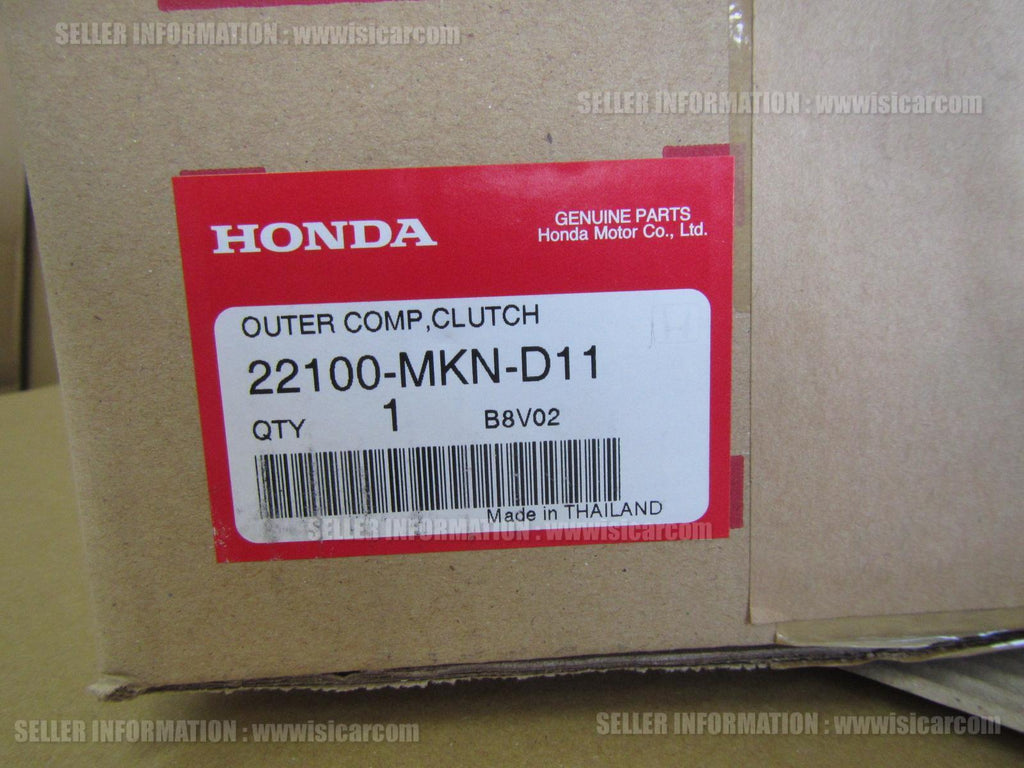 SELLER INFORMATION : wwwisicarcom
SELLER INFORMATION : wwwisicarcom
HONDA
GENUINE PARTS
Honda Motor Co., Ltd.
OUTER COMP,CLUTCH
22100-MKN-D11
QTY 1 B8V02
Made in THAILAND
SELLER INFORMATION : wwwisicarcom
SELLER INFORMATION : wwwisicarcom
SELLER INFORMATION : wwwisicarcom